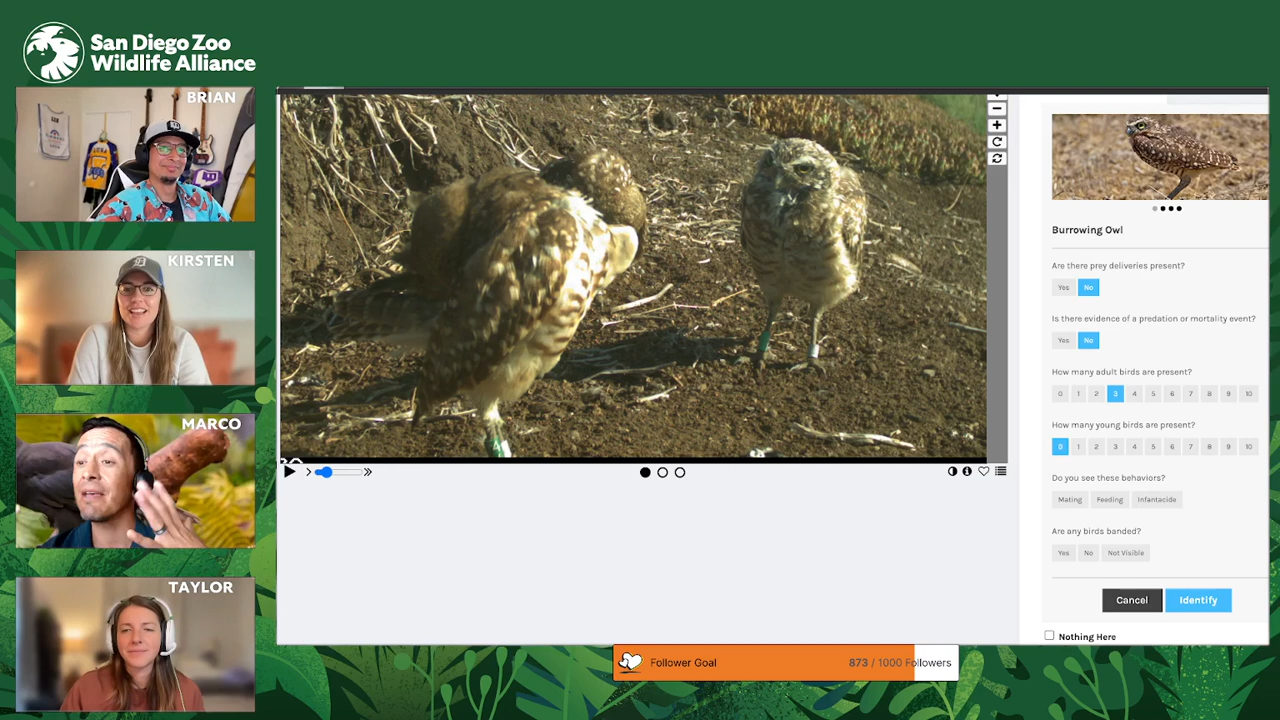 San Diego Zoo
Wildlife Alliance
BRIAN
KIRSTEN
MARCO
TAYLOR
Burrowing Owl
Are there prey deliveries present?
Yes No
Is there evidence of a predation or mortality event?
Yes No
How many adult birds are present?
0 1 2 3 4 5 6 7 8 9 10
How many young birds are present?
0 1 2 3 4 5 6 7 8 9 10
Do you see these behaviors?
Mating Feeding Infantacide
Are any birds banded?
Yes No Not Visible
Cancel Identify
Nothing Here
Follower Goal 873 / 1000 Followers